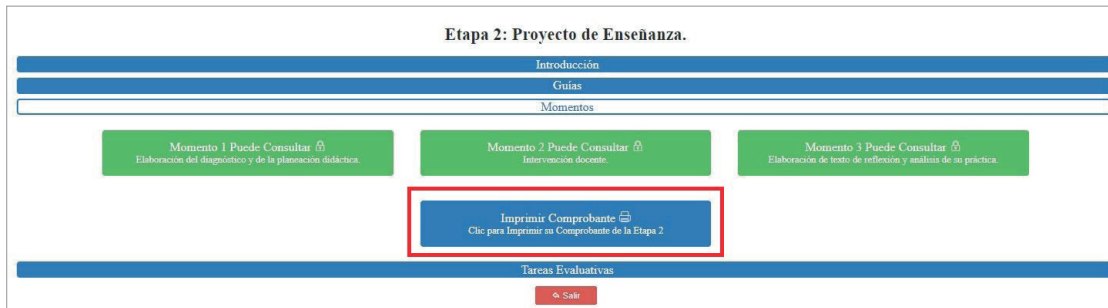 Etapa 2: Proyecto de Enseñanza.
Introducción
Guías
Momentos
Momento 1 Puede Consultar
Elaboración del diagnóstico y de la planeación didáctica.
Momento 2 Puede Consultar
Intervención docente.
Momento 3 Puede Consultar
Elaboración de texto de reflexión y análisis de su práctica.
Imprimir Comprobante
Clic para Imprimir su Comprobante de la Etapa 2
Tareas Evaluativas
Salir